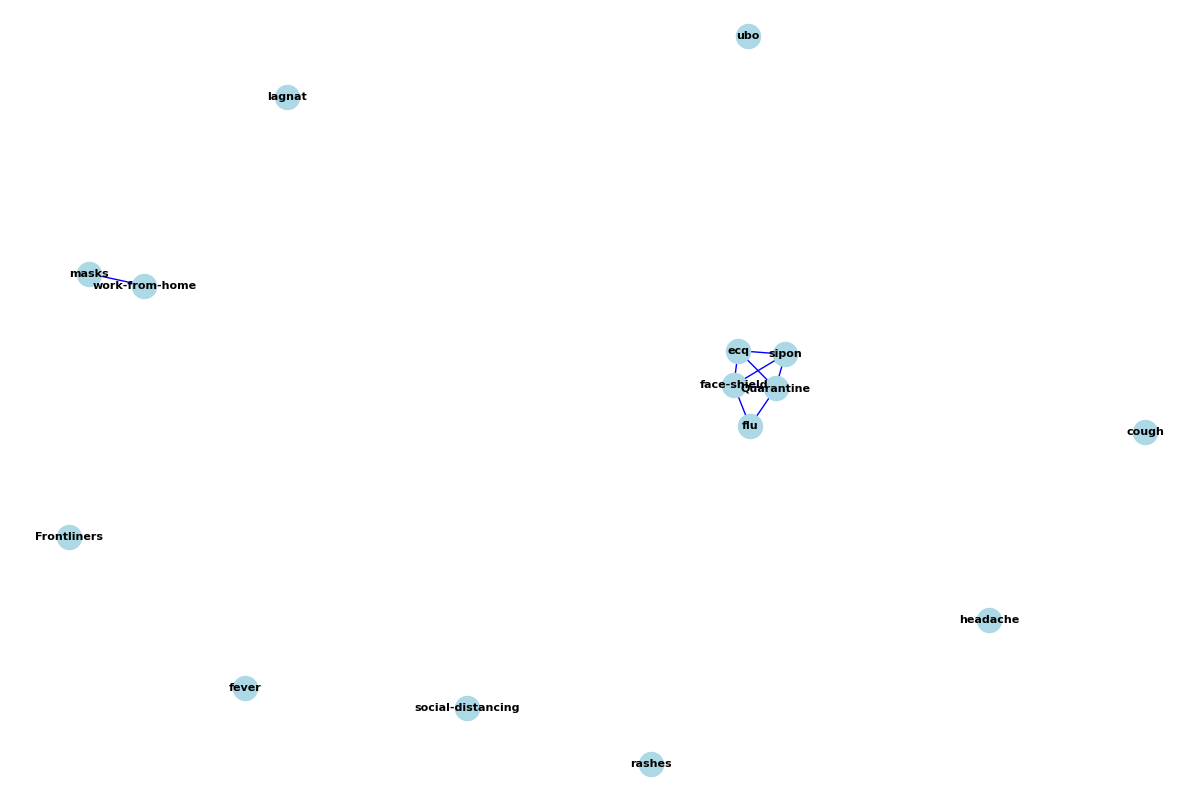 ubo
lagnat
masks
work-from-home
ecq
sipon
face-shield
Quarantine
flu
cough
Frontliners
headache
fever
social-distancing
rashes